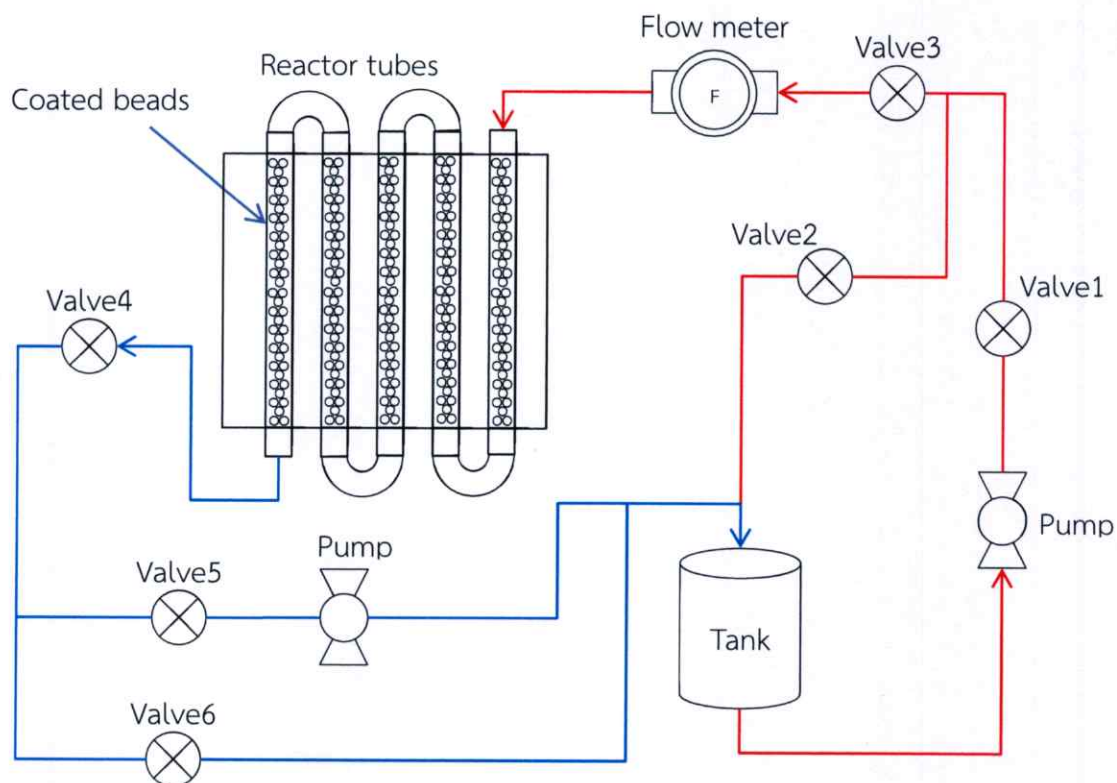 Flow meter
Valve3
Reactor tubes
Coated beads
F
Valve2
Valve1
Valve4
Pump
Pump
Valve5
Tank
Valve6